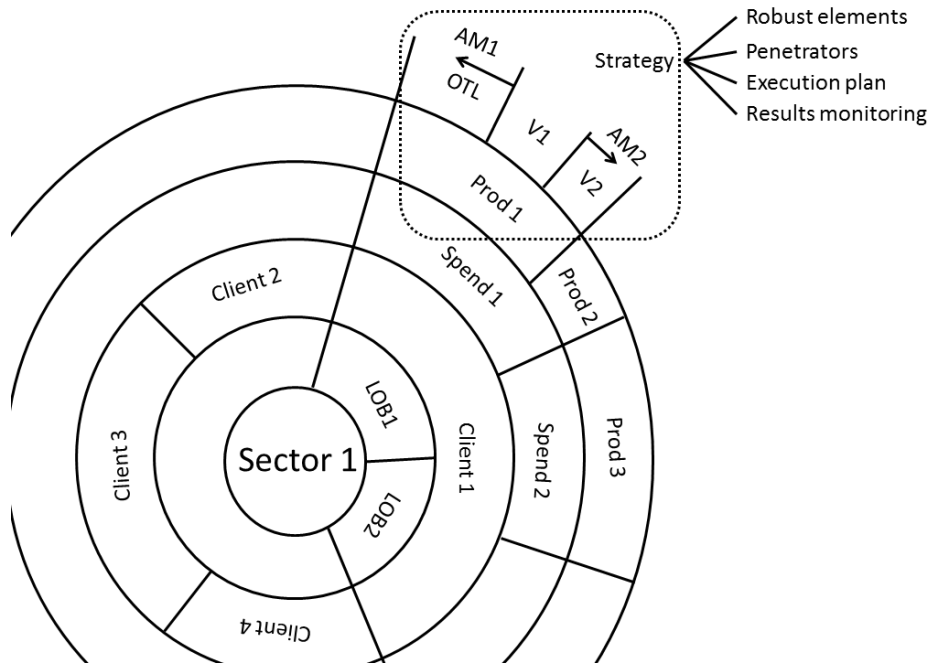 Robust elements
Penetrators
Execution plan
Results monitoring
Strategy
AM1
OTL
V1
AM2
V2
Prod 1
Prod 2
Prod 3
Spend 1
Spend 2
Client 2
Client 3
Client 1
Client 4
LOB1
LOB2
Sector 1